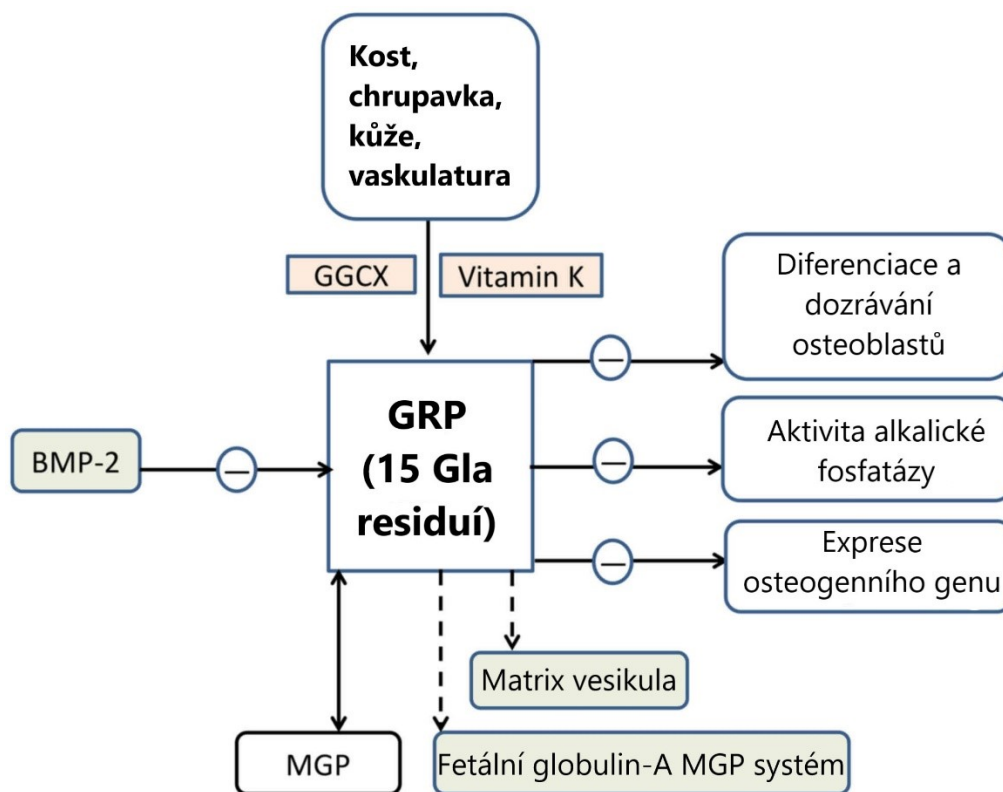 Kost,
chrupavka,
kůže,
vaskulatura
GGCX
Vitamin K
Diferenciace a
dozrávání
osteoblastů
GRP
(15 Gla
residuí)
BMP-2
Aktivita alkalické
fosfatázy
Exprese
osteogenního genu
Matrix vesikula
MGP
Fetální globulin-A MGP systém